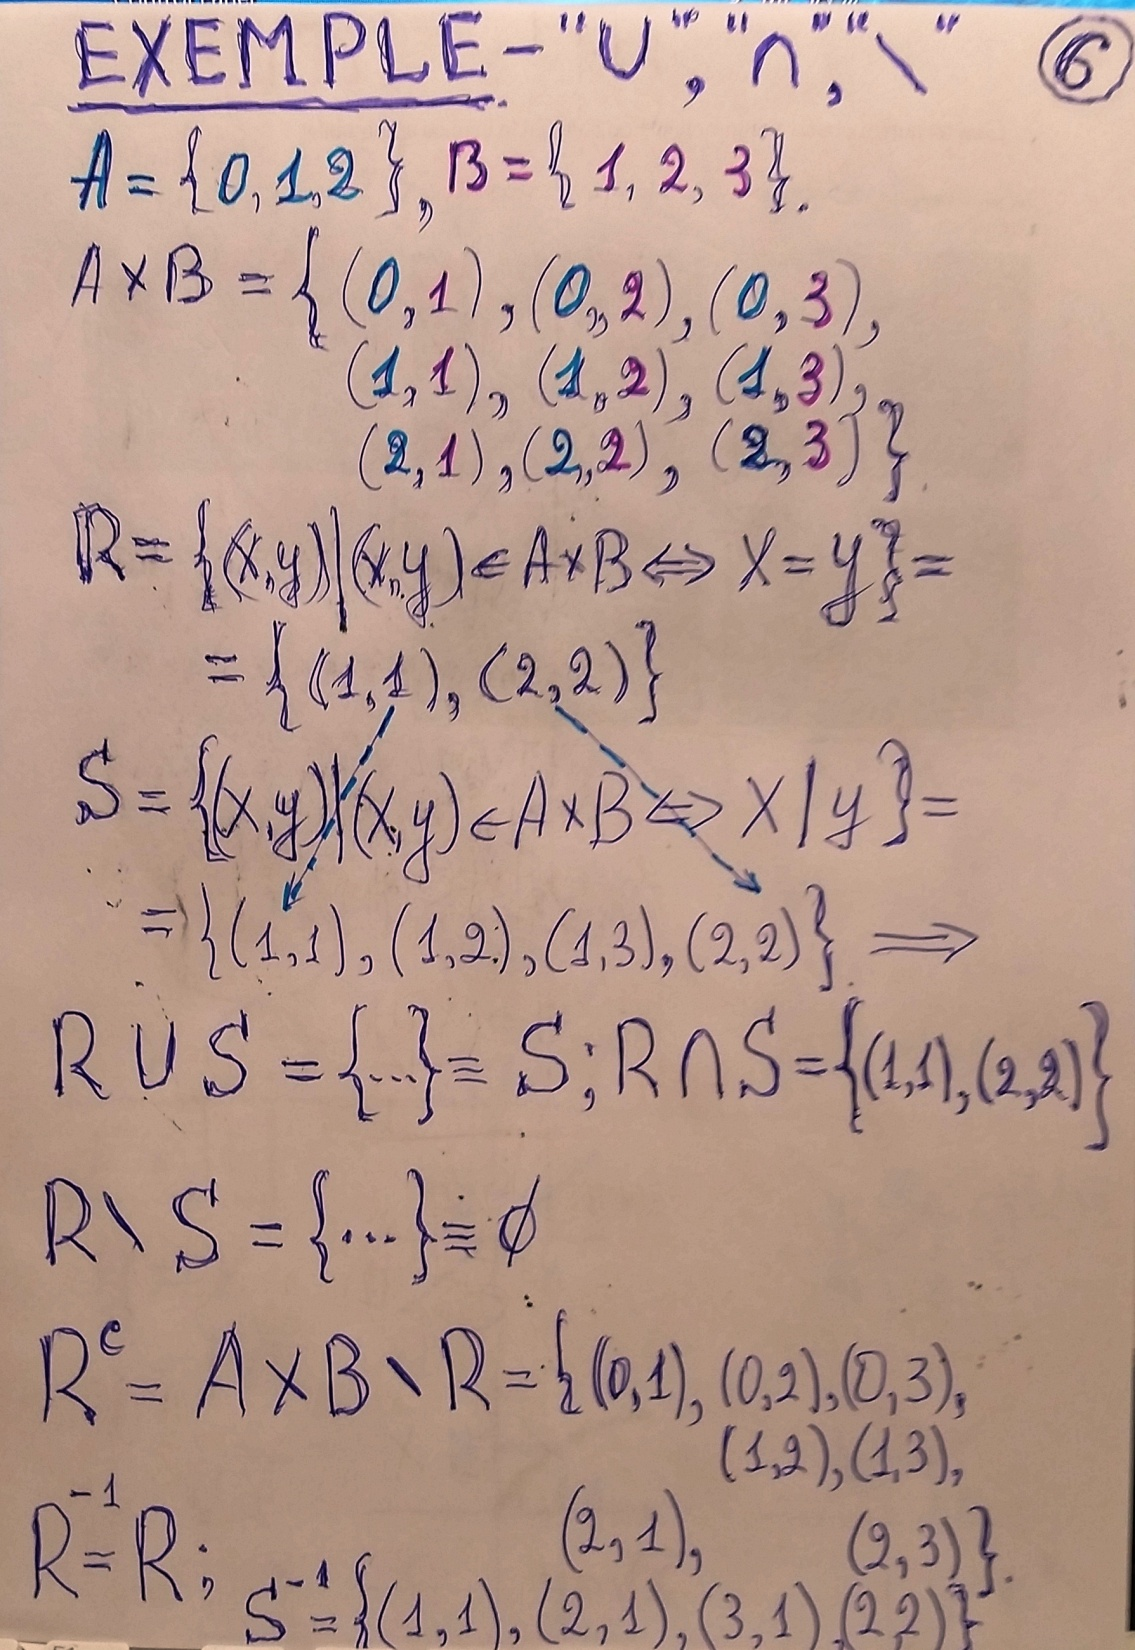 EXEMPLE - "∪", "∩", "\" 6
A = {0, 1, 2}, B = {1, 2, 3}.
A × B = {(0, 1), (0, 2), (0, 3),
(1, 1), (1, 2), (1, 3),
(2, 1), (2, 2), (2, 3)}
R = {(x, y) | (x, y) ∈ A × B ⇔ x = y} =
= {(1, 1), (2, 2)}
S = {(x, y) | (x, y) ∈ A × B ⇔ x | y} =
= {(1, 1), (1, 2), (1, 3), (2, 2)}. ⟹
R ∪ S = {...} ≡ S; R ∩ S = {(1, 1), (2, 2)}
R \ S = {...} ≡ ∅
Rᶜ = A × B \ R = {(0, 1), (0, 2), (0, 3),
(1, 2), (1, 3),
(2, 1), (2, 3)}.
R⁻¹ = R;
S⁻¹ = {(1, 1), (2, 1), (3, 1), (2 2)}